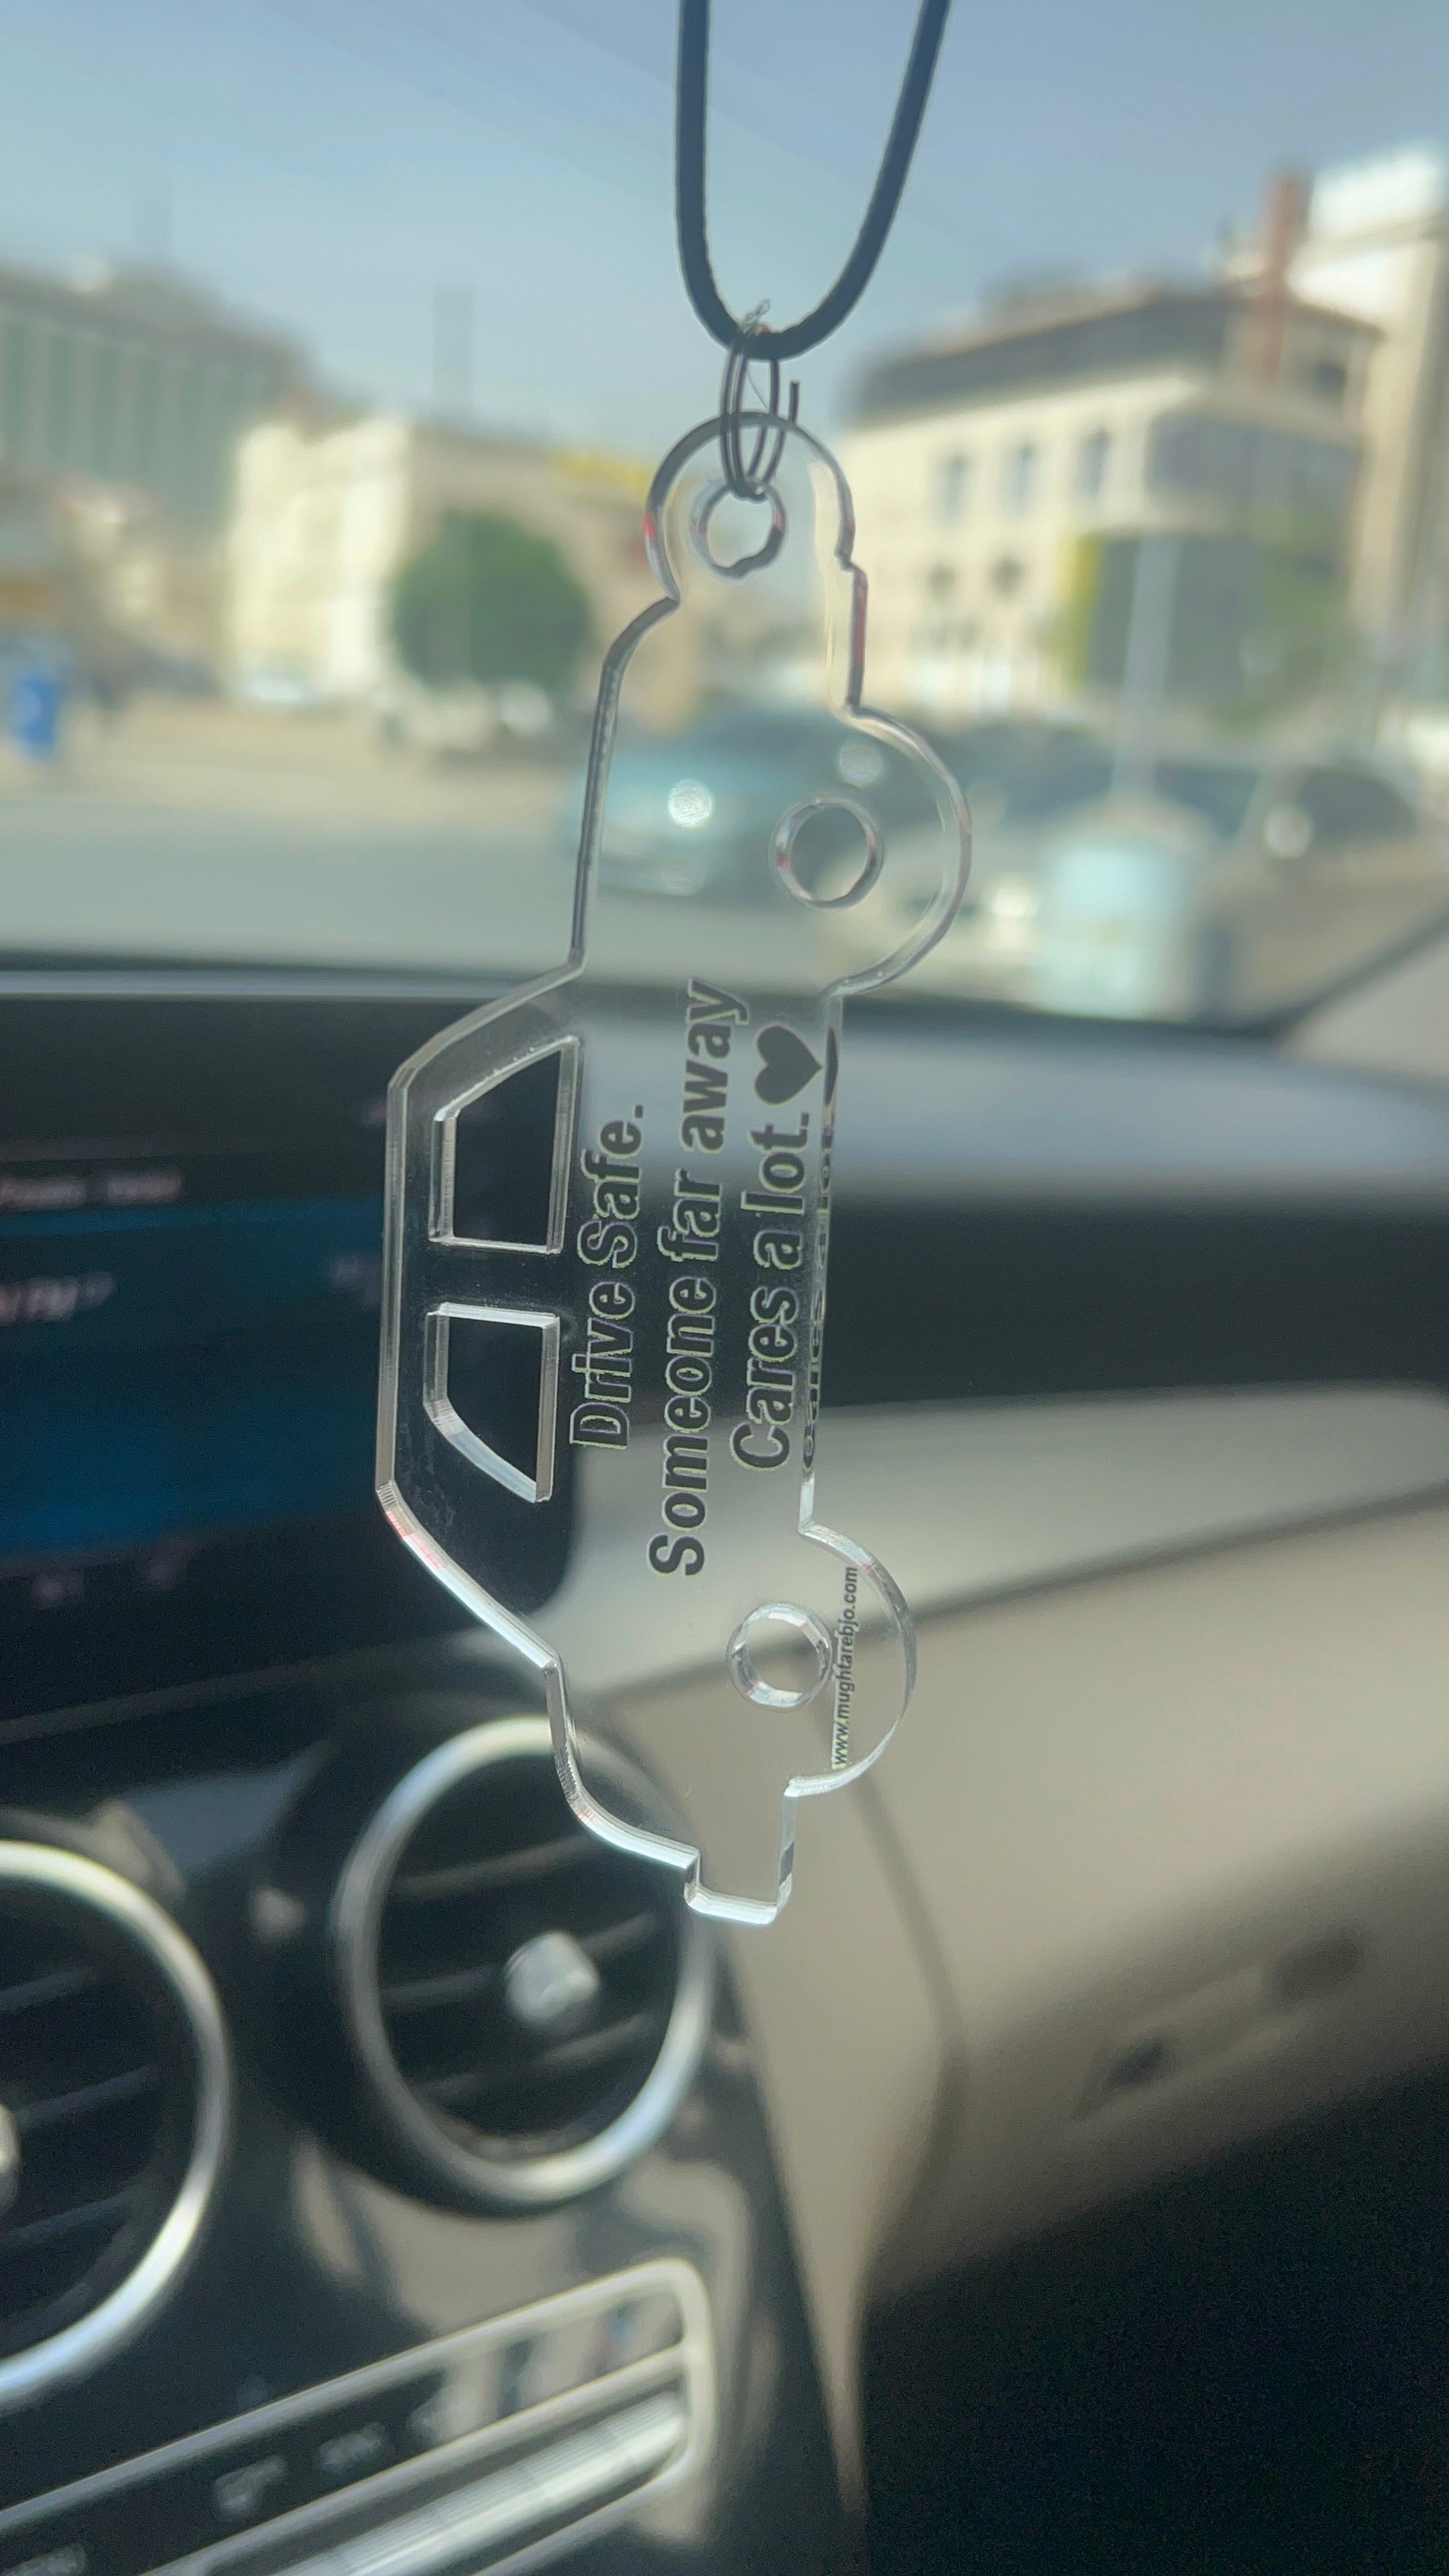 Drive Safe.
Someone far away
Cares a lot.♥
www.mughtarebjo.com